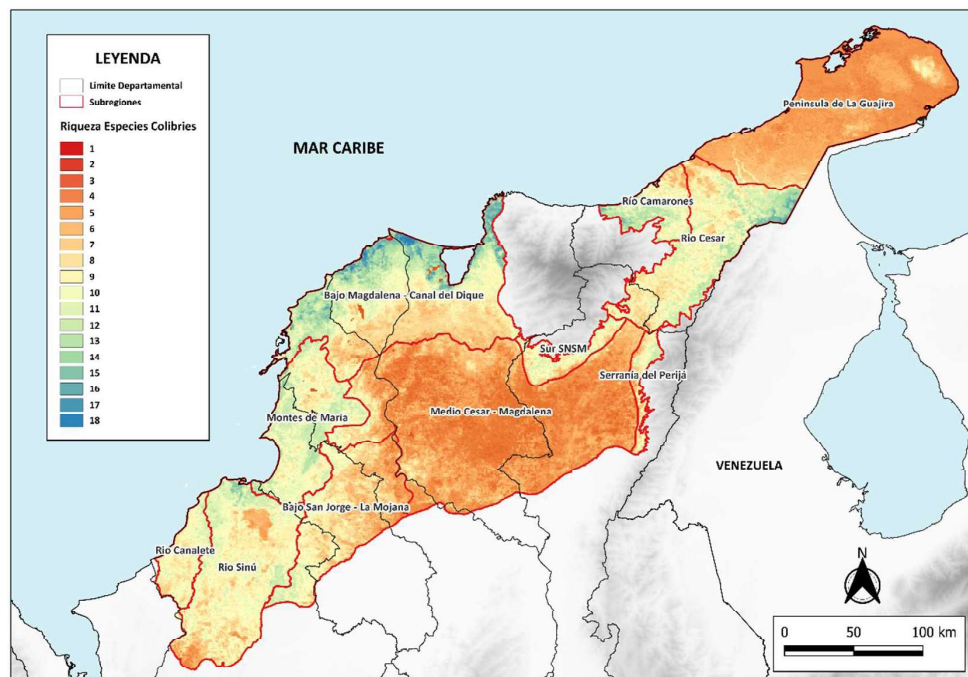 LEYENDA
Limite Departamental
Subregiones
Riqueza Especies Colibries
1
2
3
4
5
6
7
8
9
10
11
12
13
14
15
16
17
18
MAR CARIBE
Península de La Guajira
Río Camarones
Río Cesar
Bajo Magdalena - Canal del Dique
Sur SNSM
Serranía del Perijá
Montes de María
Medio Cesar - Magdalena
VENEZUELA
Bajo San Jorge - La Mojana
Río Canalete
Río Sinú
N
0 50 100 km